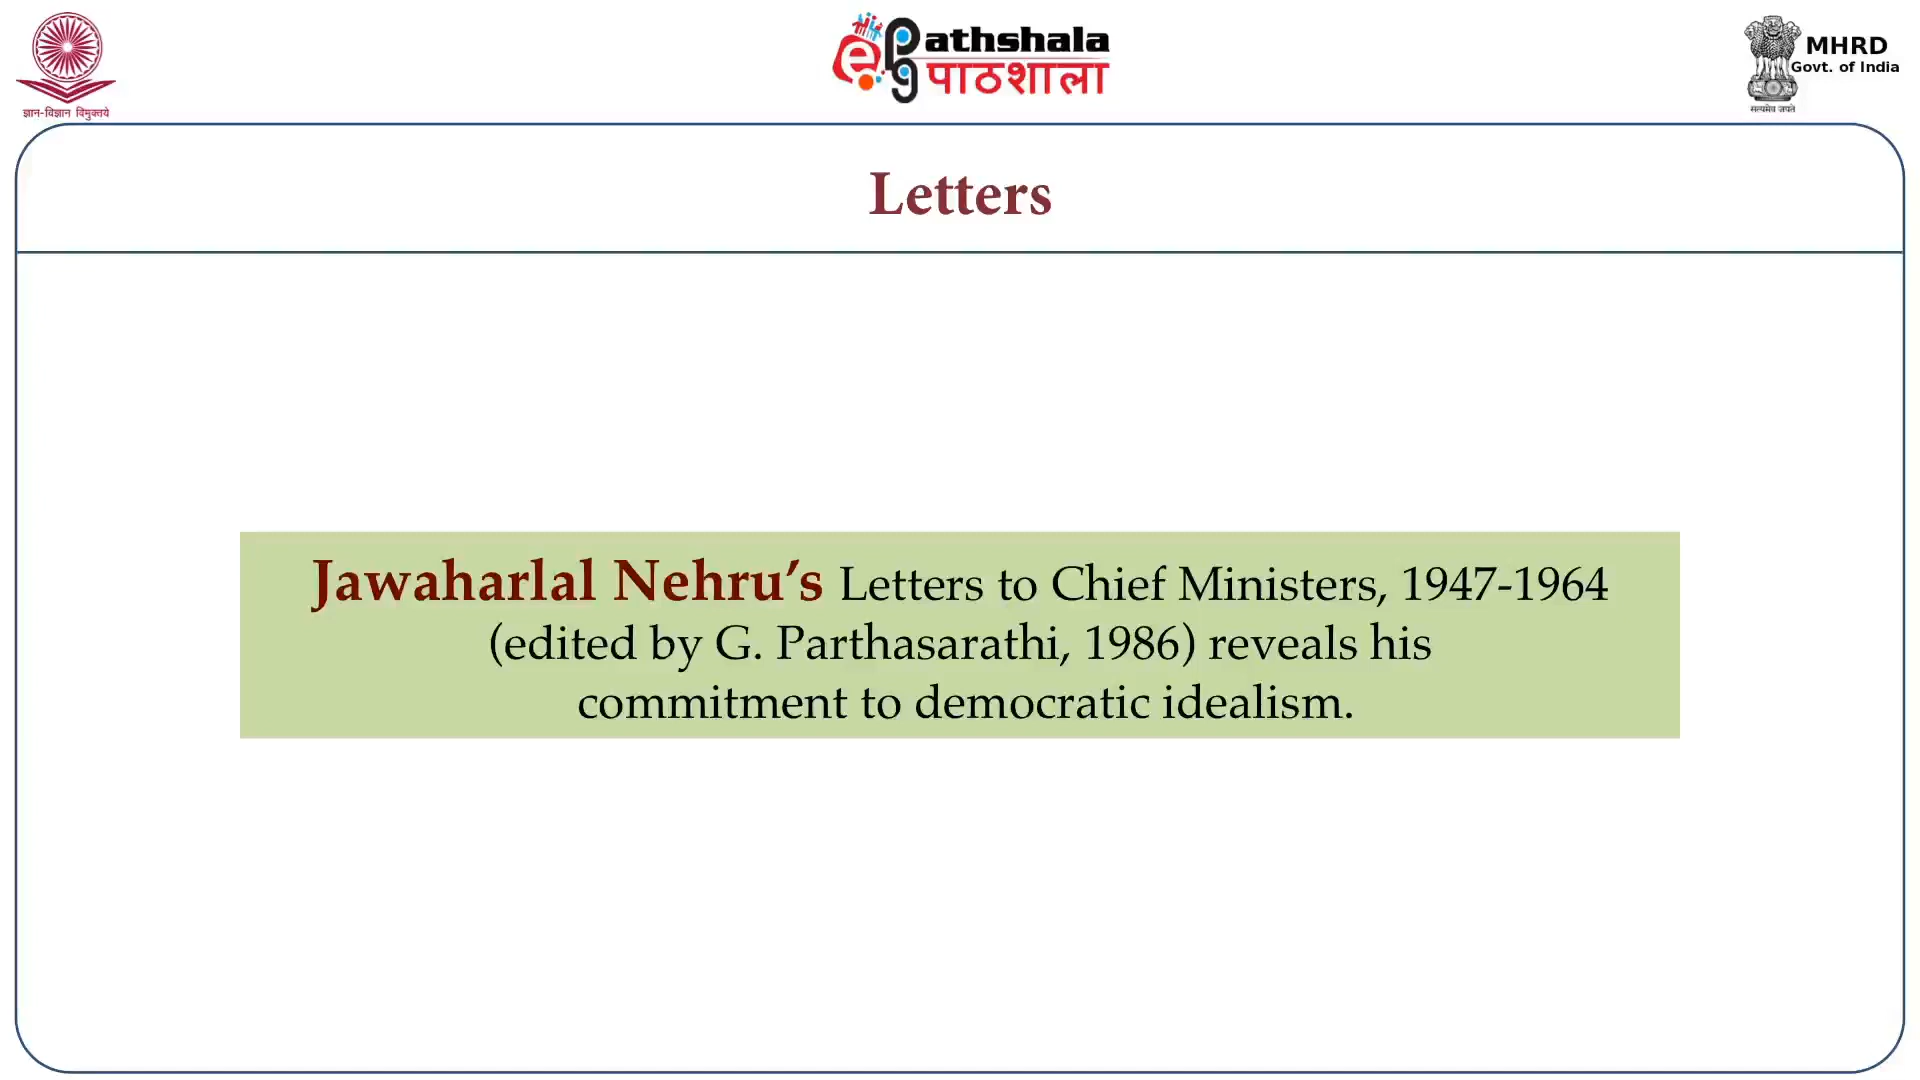 ज्ञान-विज्ञान विमुक्तये
ePathshala
पाठशाला
MHRD
Govt. of India
सत्यमेव जयते
Letters
Jawaharlal Nehru’s Letters to Chief Ministers, 1947-1964
(edited by G. Parthasarathi, 1986) reveals his
commitment to democratic idealism.